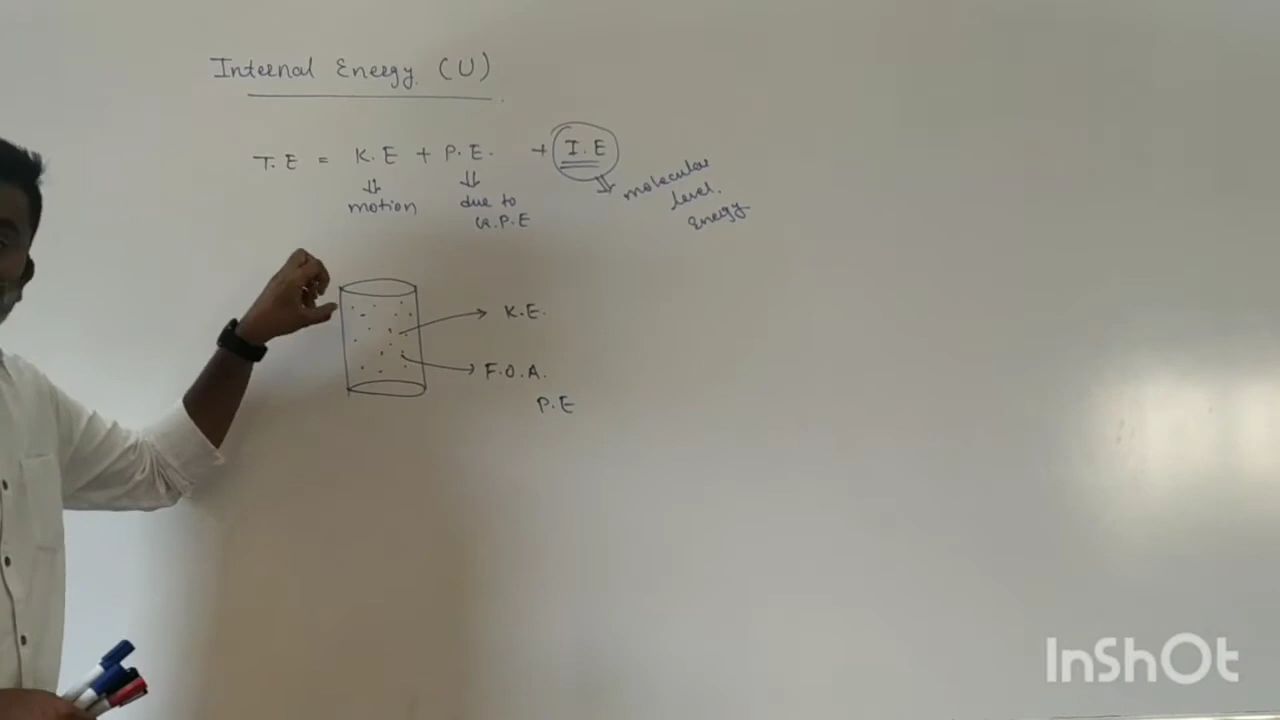 Internal Energy (U)
T.E = K.E + P.E. + I.E
motion
due to
G.P.E
molecular
level.
Energy
K.E.
F.O.A.
P.E
InShOt